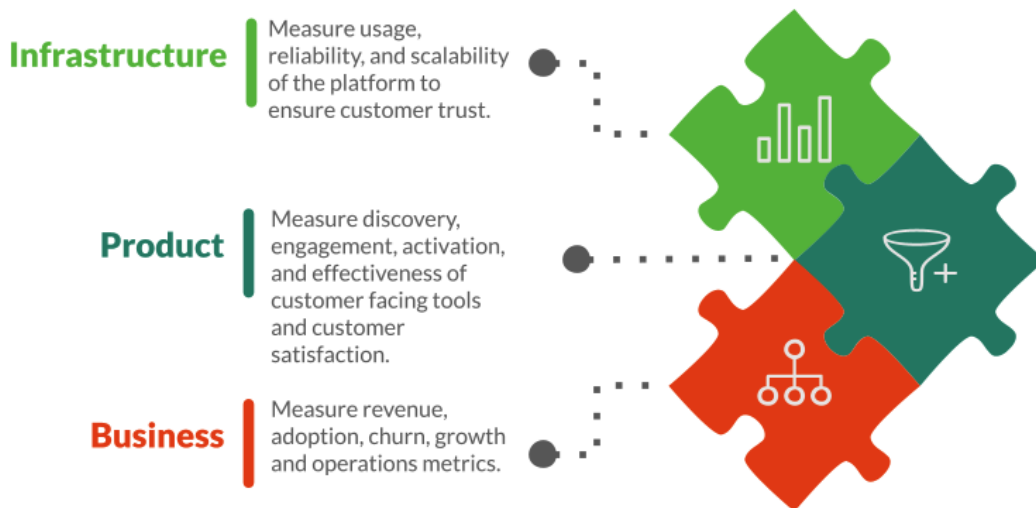 Infrastructure
Measure usage,
reliability, and scalability
of the platform to
ensure customer trust.
Product
Measure discovery,
engagement, activation,
and effectiveness of
customer facing tools
and customer
satisfaction.
Business
Measure revenue,
adoption, churn, growth
and operations metrics.